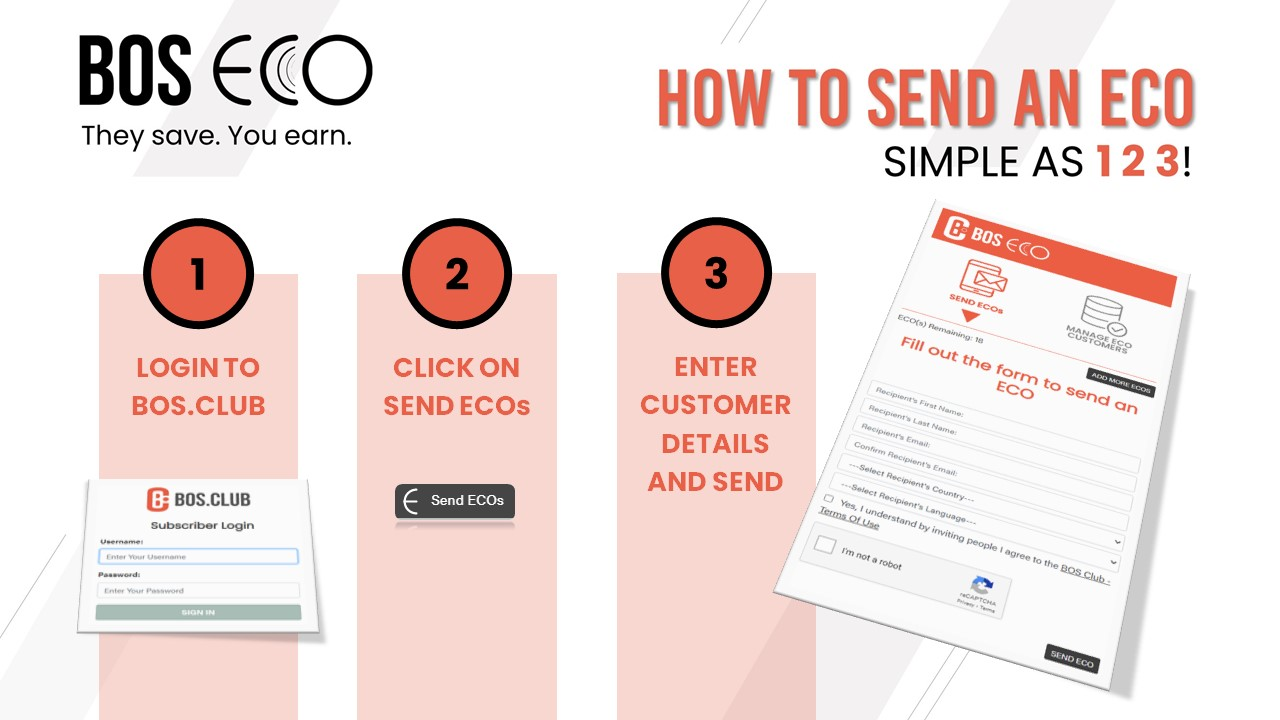 BOS ECO
They save. You earn.
HOW TO SEND AN ECO
SIMPLE AS 1 2 3!
1
LOGIN TO
BOS.CLUB
BOS.CLUB
Subscriber Login
Username:
Enter Your Username
Password:
Enter Your Password
SIGN IN
2
CLICK ON
SEND ECOs
Send ECOs
3
ENTER
CUSTOMER
DETAILS
AND SEND
BOS ECO
SEND ECOs
MANAGE ECO
CUSTOMERS
ECO(s) Remaining: 18
ADD MORE ECOS
Fill out the form to send an
ECO
Recipient's First Name:
Recipient's Last Name:
Recipient's Email:
Confirm Recipient's Email:
---Select Recipient's Country---
---Select Recipient's Language---
Yes, I understand by inviting people I agree to the BOS Club -
Terms Of Use
I'm not a robot
reCAPTCHA
Privacy - Terms
SEND ECO